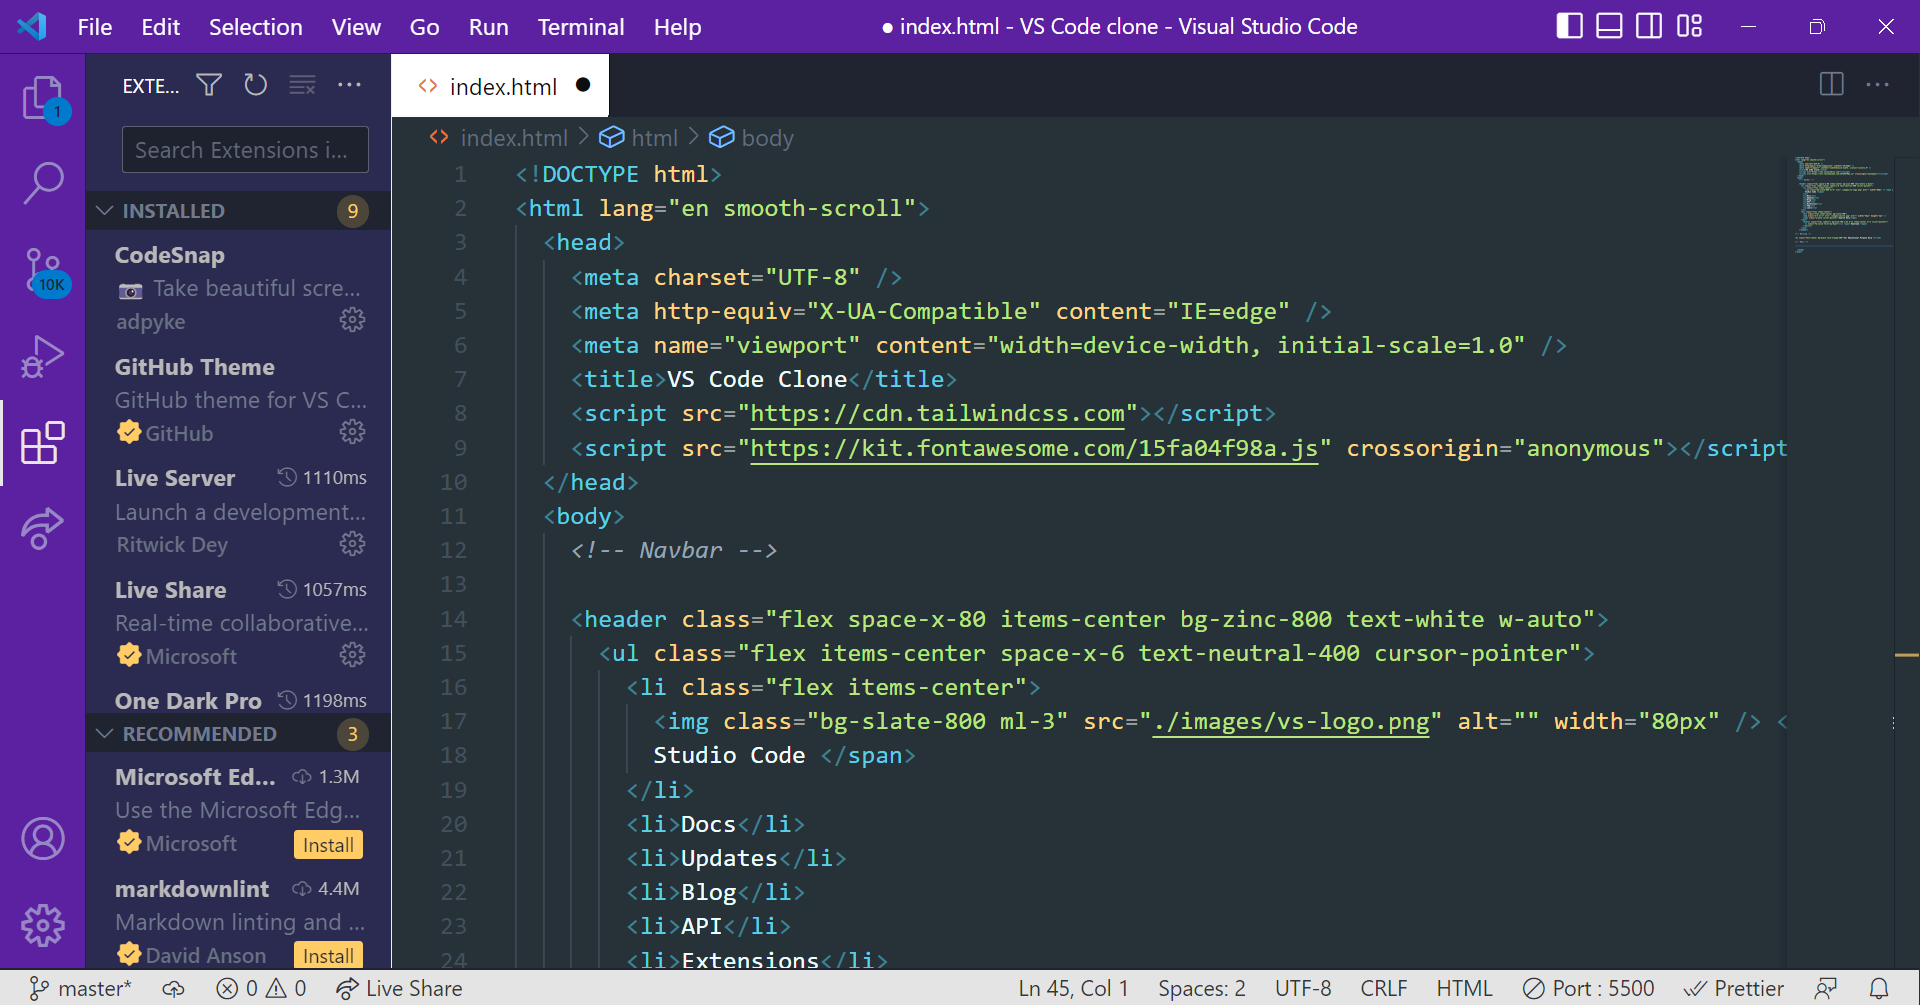 File Edit Selection View Go Run Terminal Help
● index.html - VS Code clone - Visual Studio Code
1
10K
EXTE...
Search Extensions i...
INSTALLED 9
CodeSnap
📷 Take beautiful scre...
adpyke
GitHub Theme
GitHub theme for VS C...
GitHub
Live Server 1110ms
Launch a development...
Ritwick Dey
Live Share 1057ms
Real-time collaborative...
Microsoft
One Dark Pro 1198ms
RECOMMENDED 3
Microsoft Ed... 1.3M
Use the Microsoft Edg...
Microsoft Install
markdownlint 4.4M
Markdown linting and ...
David Anson Install
<> index.html ●
<> index.html > html > body
1 <!DOCTYPE html>
2 <html lang="en smooth-scroll">
3 <head>
4 <meta charset="UTF-8" />
5 <meta http-equiv="X-UA-Compatible" content="IE=edge" />
6 <meta name="viewport" content="width=device-width, initial-scale=1.0" />
7 <title>VS Code Clone</title>
8 <script src="https://cdn.tailwindcss.com"></script>
9 <script src="https://kit.fontawesome.com/15fa04f98a.js" crossorigin="anonymous"></script
10 </head>
11 <body>
12 <!-- Navbar -->
13
14 <header class="flex space-x-80 items-center bg-zinc-800 text-white w-auto">
15 <ul class="flex items-center space-x-6 text-neutral-400 cursor-pointer">
16 <li class="flex items-center">
17 <img class="bg-slate-800 ml-3" src="./images/vs-logo.png" alt="" width="80px" /> <
18 Studio Code </span>
19 </li>
20 <li>Docs</li>
21 <li>Updates</li>
22 <li>Blog</li>
23 <li>API</li>
24 <li>Extensions</li>
master* 0 0 Live Share Ln 45, Col 1 Spaces: 2 UTF-8 CRLF HTML Port : 5500 Prettier